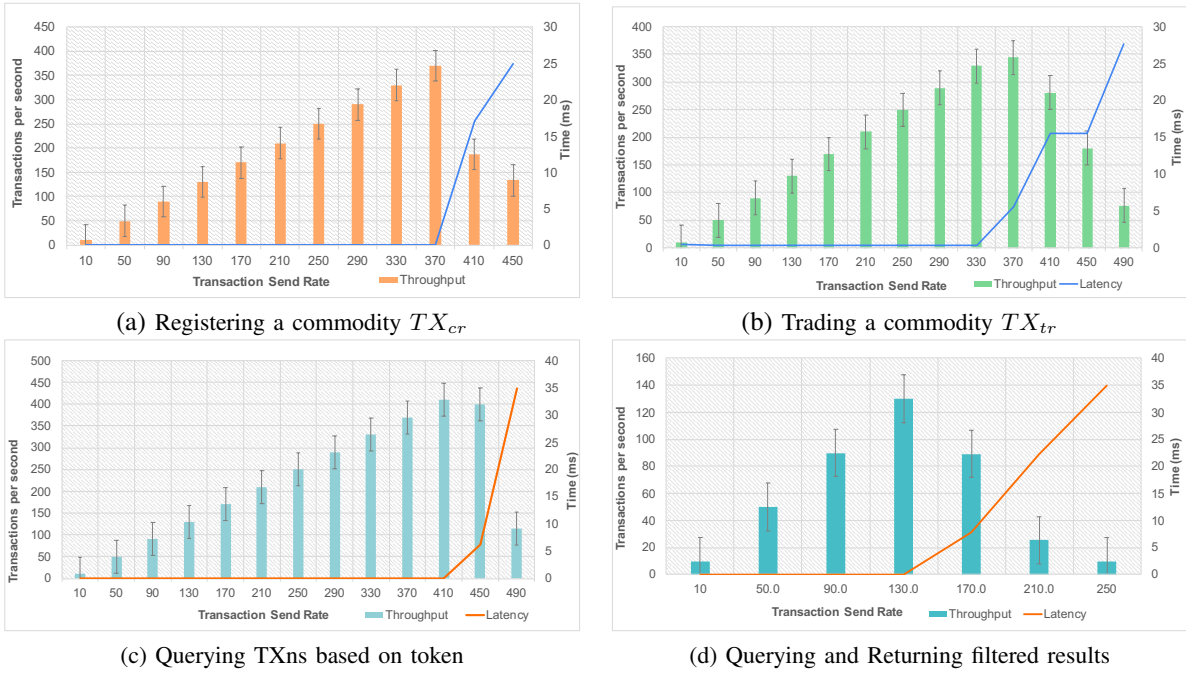 450
400
350
300
250
200
150
100
50
0
Transactions per second
30
25
20
15
10
5
0
Time (ms)
10 50 90 130 170 210 250 290 330 370 410 450
Transaction Send Rate
Throughput
(a) Registering a commodity TX_cr
400
350
300
250
200
150
100
50
0
Transactions per second
30
25
20
15
10
5
0
Time (ms)
10 50 90 130 170 210 250 290 330 370 410 450 490
Transaction Send Rate
Throughput Latency
(b) Trading a commodity TX_tr
500
450
400
350
300
250
200
150
100
50
0
Transactions per second
40
35
30
25
20
15
10
5
0
Time (ms)
10 50 90 130 170 210 250 290 330 370 410 450 490
Transaction Send Rate
Throughput Latency
(c) Querying TXns based on token
160
140
120
100
80
60
40
20
0
Transactions per second
40
35
30
25
20
15
10
5
0
Time (ms)
10 50.0 90.0 130.0 170.0 210.0 250
Transaction Send Rate
Throughput Latency
(d) Querying and Returning filtered results